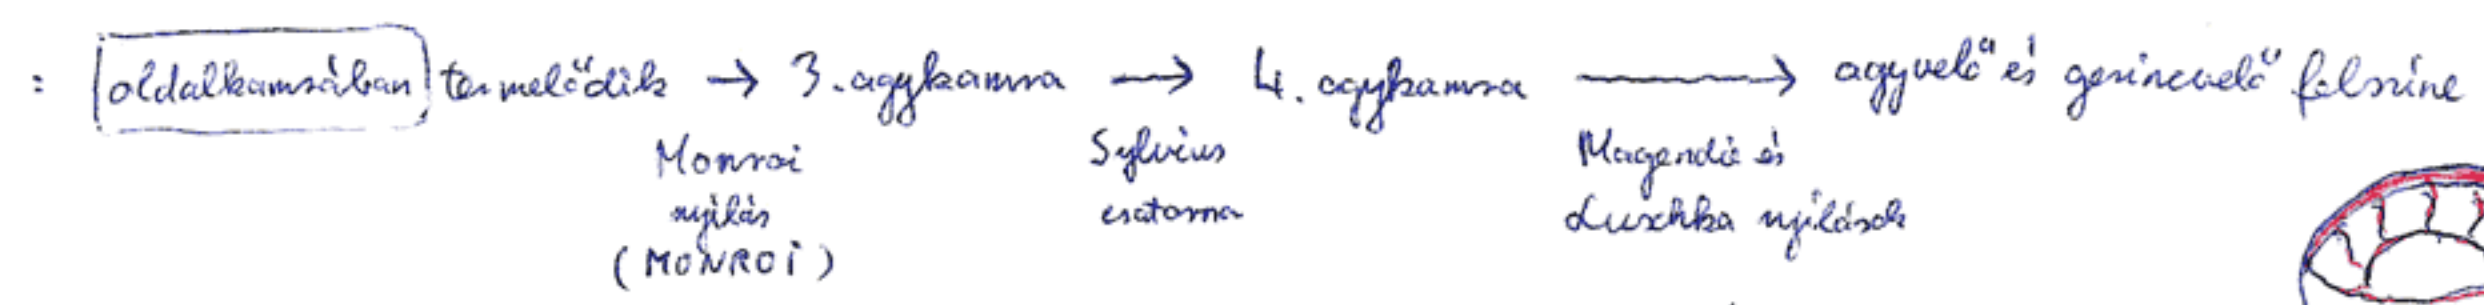 : oldalkamrában termelődik → 3. agykamra → 4. agykamra → agyvelő és gerincvelő felszíne
Monroi Sylvius Magendie és
nyílás csatorna Luschka nyílások
(MONROI)